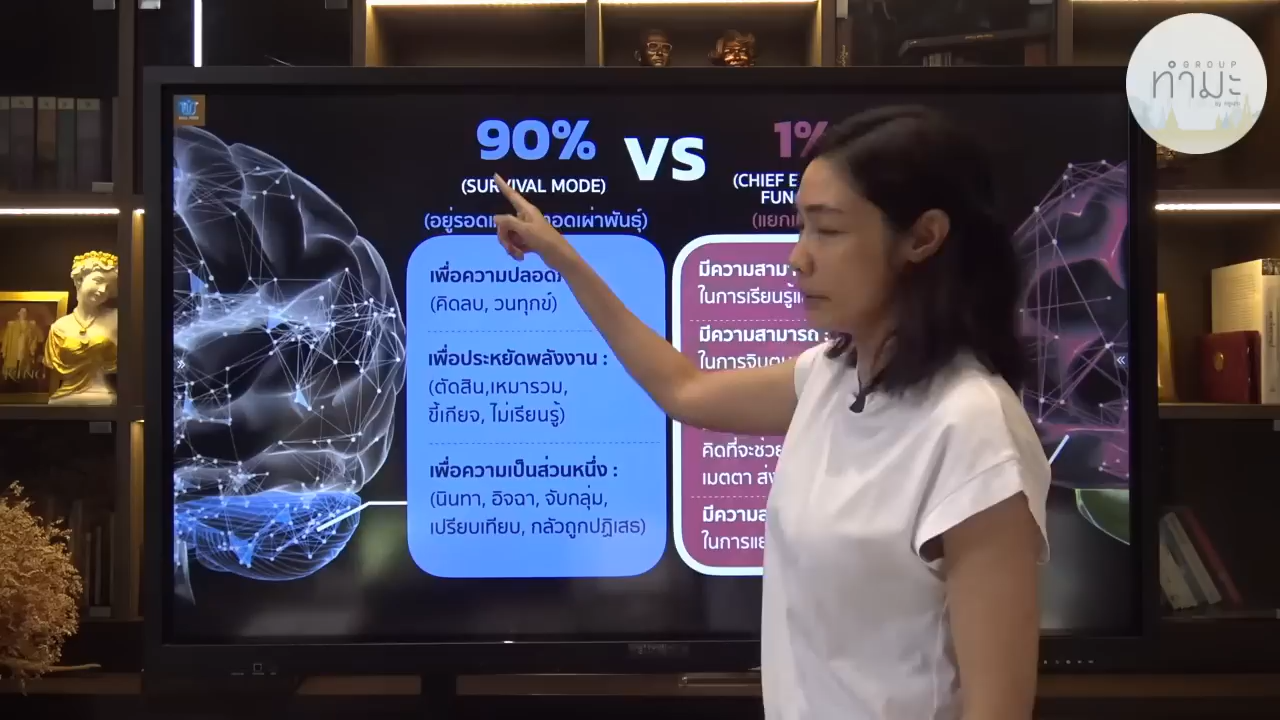 GROUP
ทำมะ
90%
VS
1%
(SURVIVAL MODE)
(CHIEF
FUN
(อยู่รอด ทอดเผ่าพันธุ์)
(แยก
เพื่อความปลอด
(คิดลบ, วนทุกข์)
เพื่อประหยัดพลังงาน :
(ตัดสิน,เหมารวม,
ขี้เกียจ, ไม่เรียนรู้)
เพื่อความเป็นส่วนหนึ่ง :
(นินทา, อิจฉา, จับกลุ่ม,
เปรียบเทียบ, กลัวถูกปฏิเสธ)
มีความสามา
ในการเรียนรู้
มีความสามารถ :
ในการจินต
คิดที่จะช่วย
เมตตา ส่ง
มีความส
ในการแย
KING